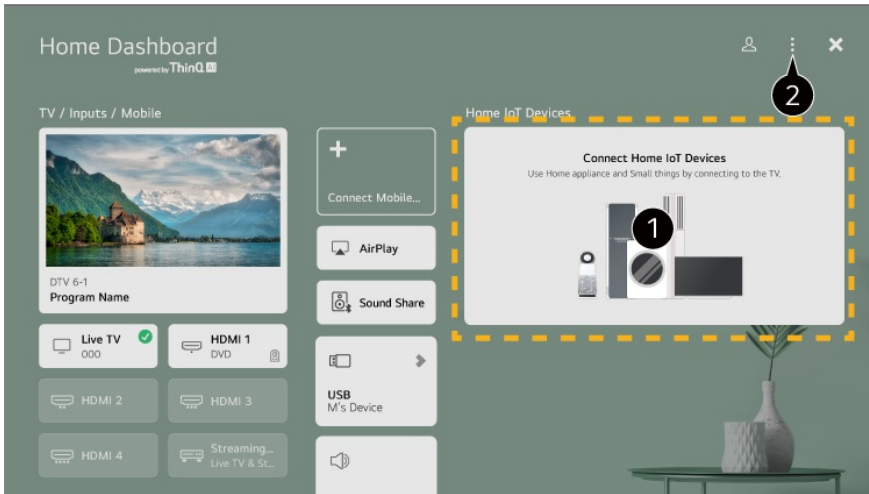 Home Dashboard
powered by ThinQ AI
2
TV / Inputs / Mobile
Home IoT Devices
DTV 6-1
Program Name
Live TV
000
HDMI 1
DVD
HDMI 2
HDMI 3
HDMI 4
Streaming...
Live TV & St...
+
Connect Mobile...
AirPlay
Sound Share
USB
M's Device
Connect Home IoT Devices
Use Home appliance and Small things by connecting to the TV.
1